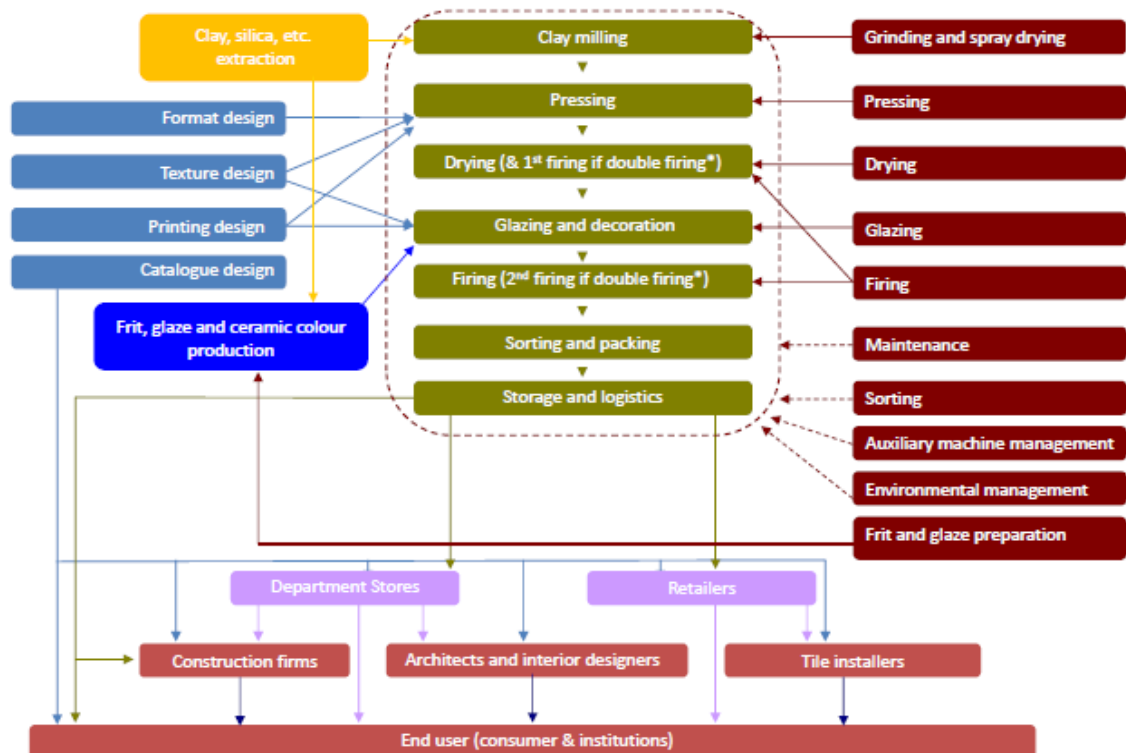 Clay, silica, etc.
extraction
Clay milling
Grinding and spray drying
Pressing
Pressing
Format design
Drying (& 1st firing if double firing*)
Drying
Texture design
Printing design
Glazing and decoration
Glazing
Catalogue design
Firing (2nd firing if double firing*)
Firing
Frit, glaze and ceramic colour
production
Sorting and packing
Maintenance
Storage and logistics
Sorting
Auxiliary machine management
Environmental management
Frit and glaze preparation
Department Stores
Retailers
Construction firms
Architects and interior designers
Tile installers
End user (consumer & institutions)